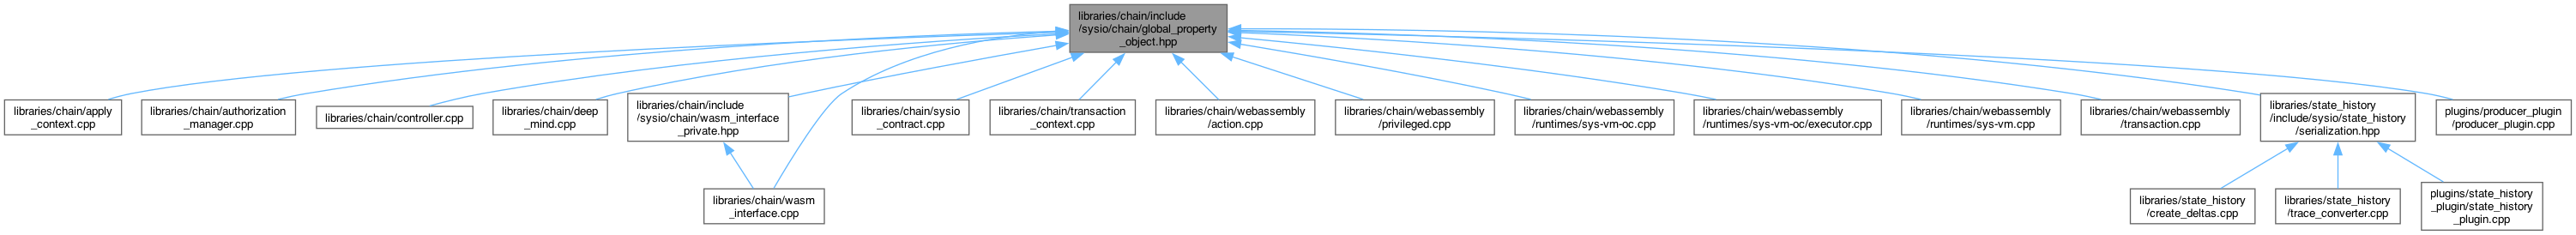 libraries/chain/include
/sysio/chain/global_property
_object.hpp
libraries/chain/apply
_context.cpp
libraries/chain/authorization
_manager.cpp
libraries/chain/controller.cpp
libraries/chain/deep
_mind.cpp
libraries/chain/include
/sysio/chain/wasm_interface
_private.hpp
libraries/chain/sysio
_contract.cpp
libraries/chain/transaction
_context.cpp
libraries/chain/webassembly
/action.cpp
libraries/chain/webassembly
/privileged.cpp
libraries/chain/webassembly
/runtimes/sys-vm-oc.cpp
libraries/chain/webassembly
/runtimes/sys-vm-oc/executor.cpp
libraries/chain/webassembly
/runtimes/sys-vm.cpp
libraries/chain/webassembly
/transaction.cpp
libraries/state_history
/include/sysio/state_history
/serialization.hpp
plugins/producer_plugin
/producer_plugin.cpp
libraries/chain/wasm
_interface.cpp
libraries/state_history
/create_deltas.cpp
libraries/state_history
/trace_converter.cpp
plugins/state_history
_plugin/state_history
_plugin.cpp